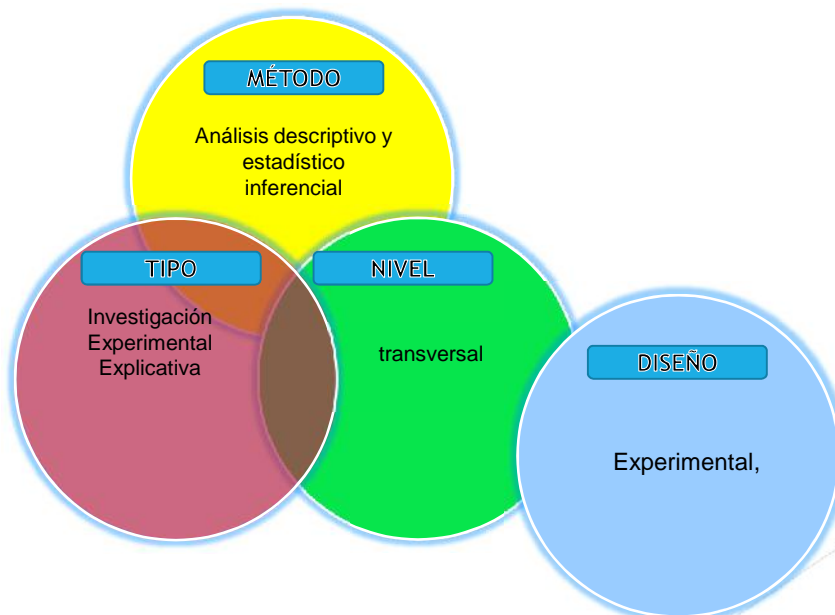 MÉTODO
Análisis descriptivo y
estadístico
inferencial
TIPO
Investigación
Experimental
Explicativa
NIVEL
transversal
DISEÑO
Experimental,